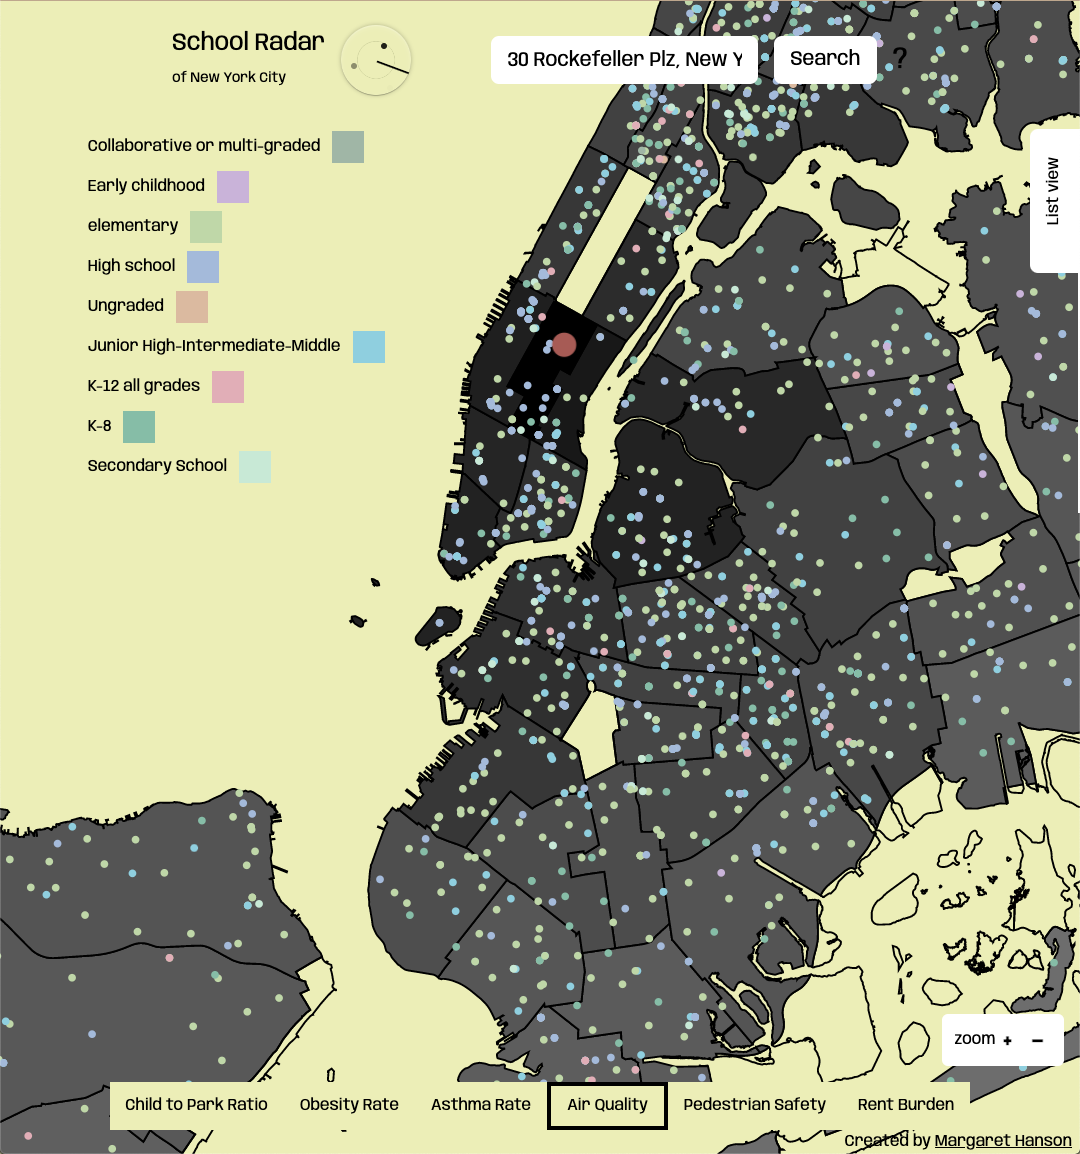 School Radar
of New York City
30 Rockefeller Plz, New Y
Search
?
Collaborative or multi-graded
Early childhood
elementary
High school
Ungraded
Junior High-Intermediate-Middle
K-12 all grades
K-8
Secondary School
List view
zoom + -
Child to Park Ratio
Obesity Rate
Asthma Rate
Air Quality
Pedestrian Safety
Rent Burden
Created by Margaret Hanson